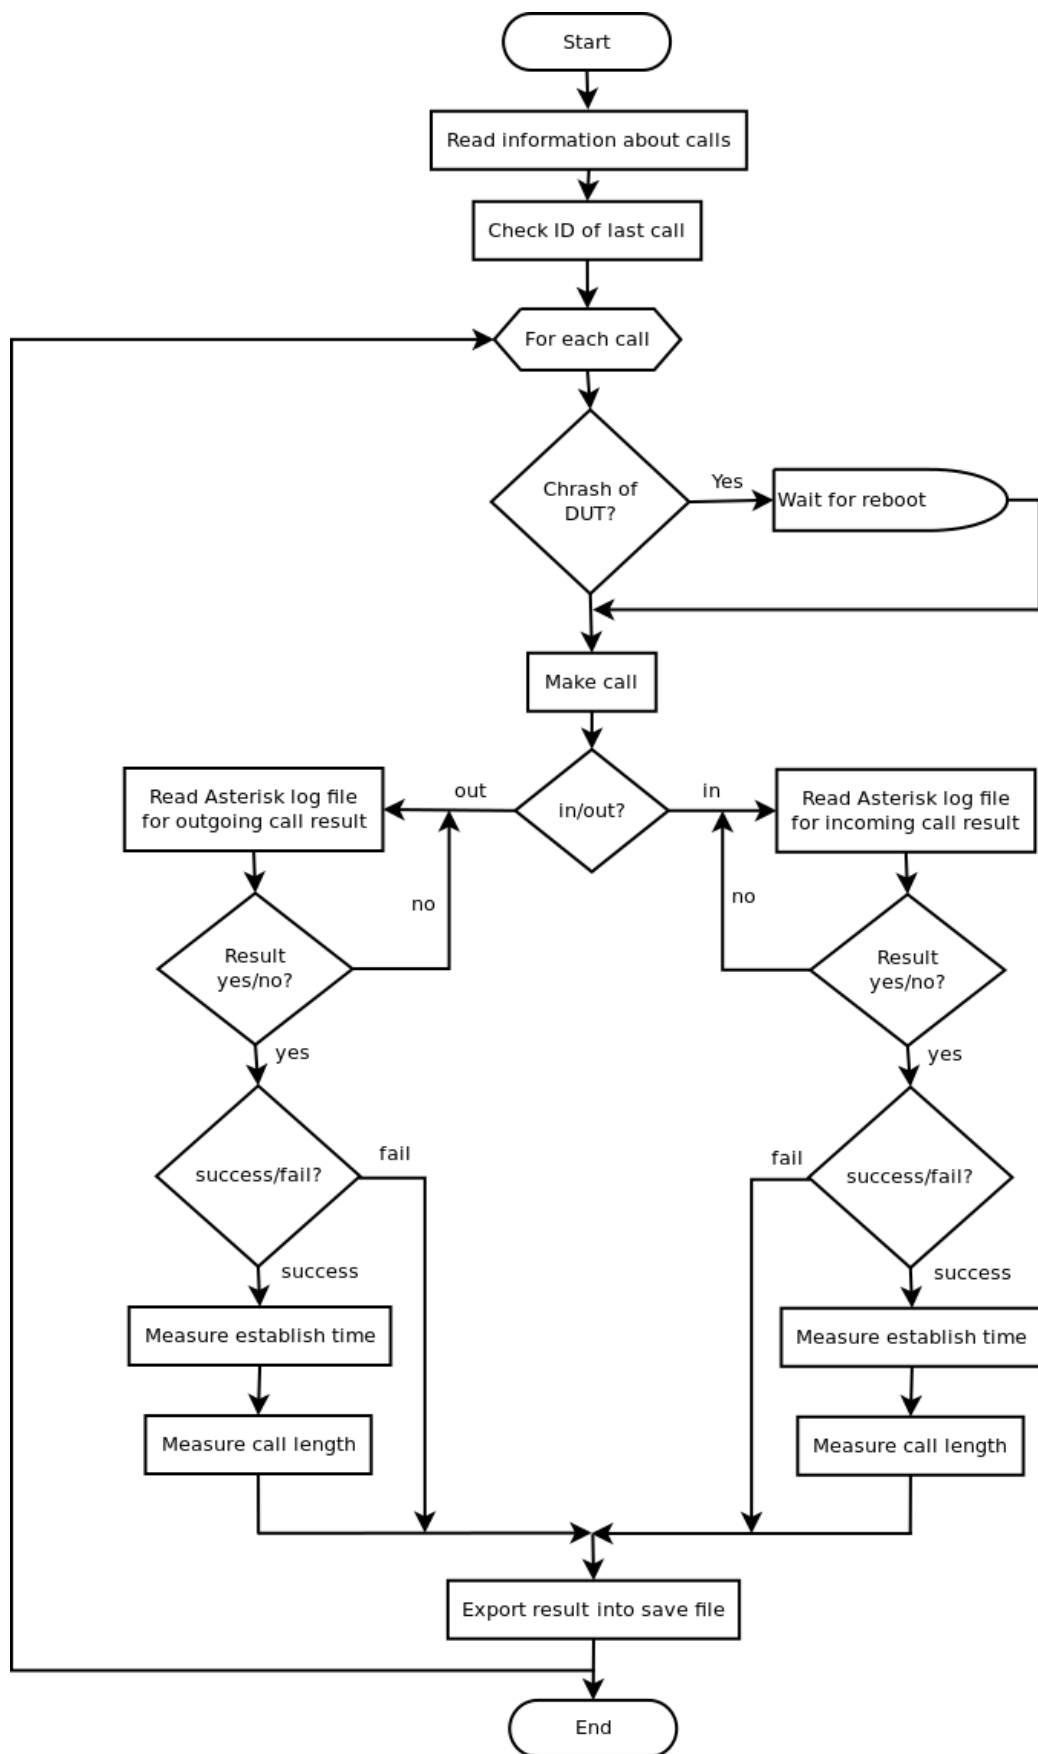 Start
Read information about calls
Check ID of last call
For each call
Chrash of
DUT?
Yes
Wait for reboot
Make call
in/out?
out
in
Read Asterisk log file
for outgoing call result
Read Asterisk log file
for incoming call result
no
no
Result
yes/no?
Result
yes/no?
yes
yes
success/fail?
fail
fail
success/fail?
success
success
Measure establish time
Measure establish time
Measure call length
Measure call length
Export result into save file
End